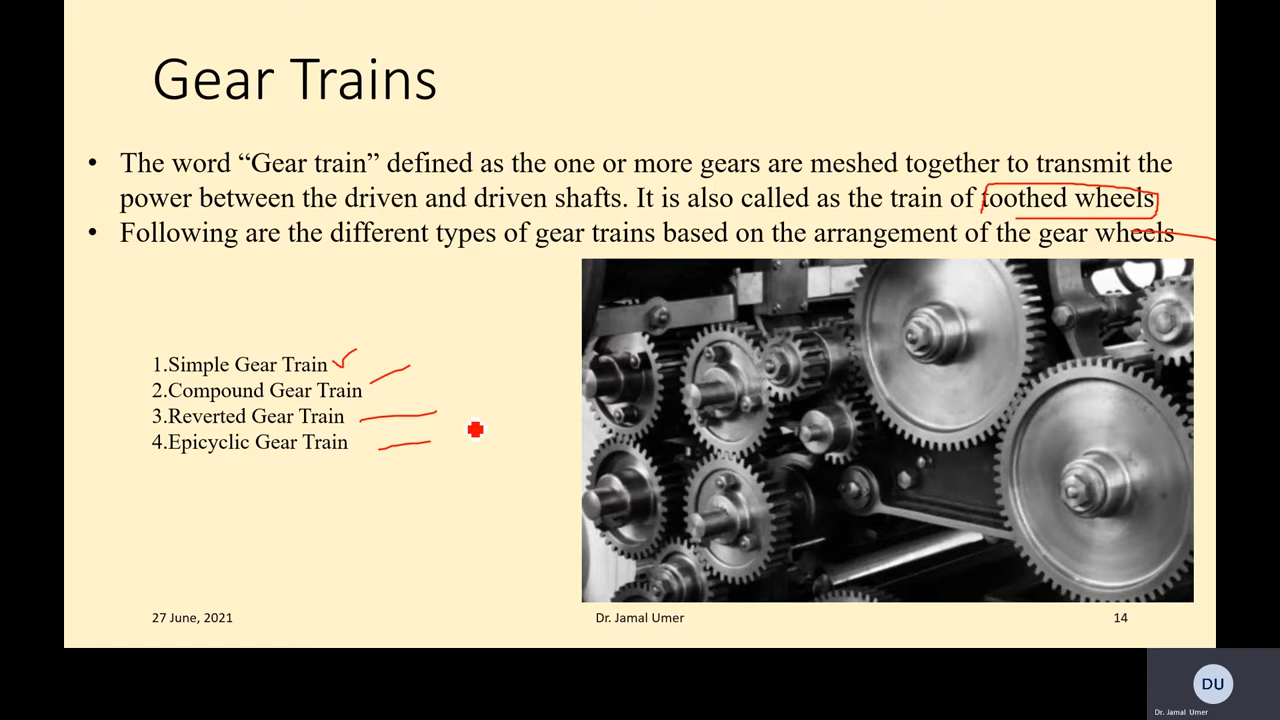 Gear Trains
• The word “Gear train” defined as the one or more gears are meshed together to transmit the
power between the driven and driven shafts. It is also called as the train of toothed wheels
• Following are the different types of gear trains based on the arrangement of the gear wheels
1.Simple Gear Train
2.Compound Gear Train
3.Reverted Gear Train
4.Epicyclic Gear Train
27 June, 2021
Dr. Jamal Umer
14
DU
Dr. Jamal Umer